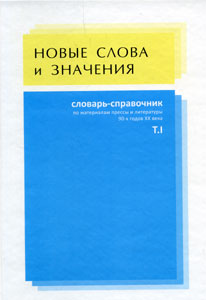 НОВЫЕ СЛОВА
И ЗНАЧЕНИЯ
словарь-справочник
по материалам прессы и литературы
90-х годов XX века
Т.I